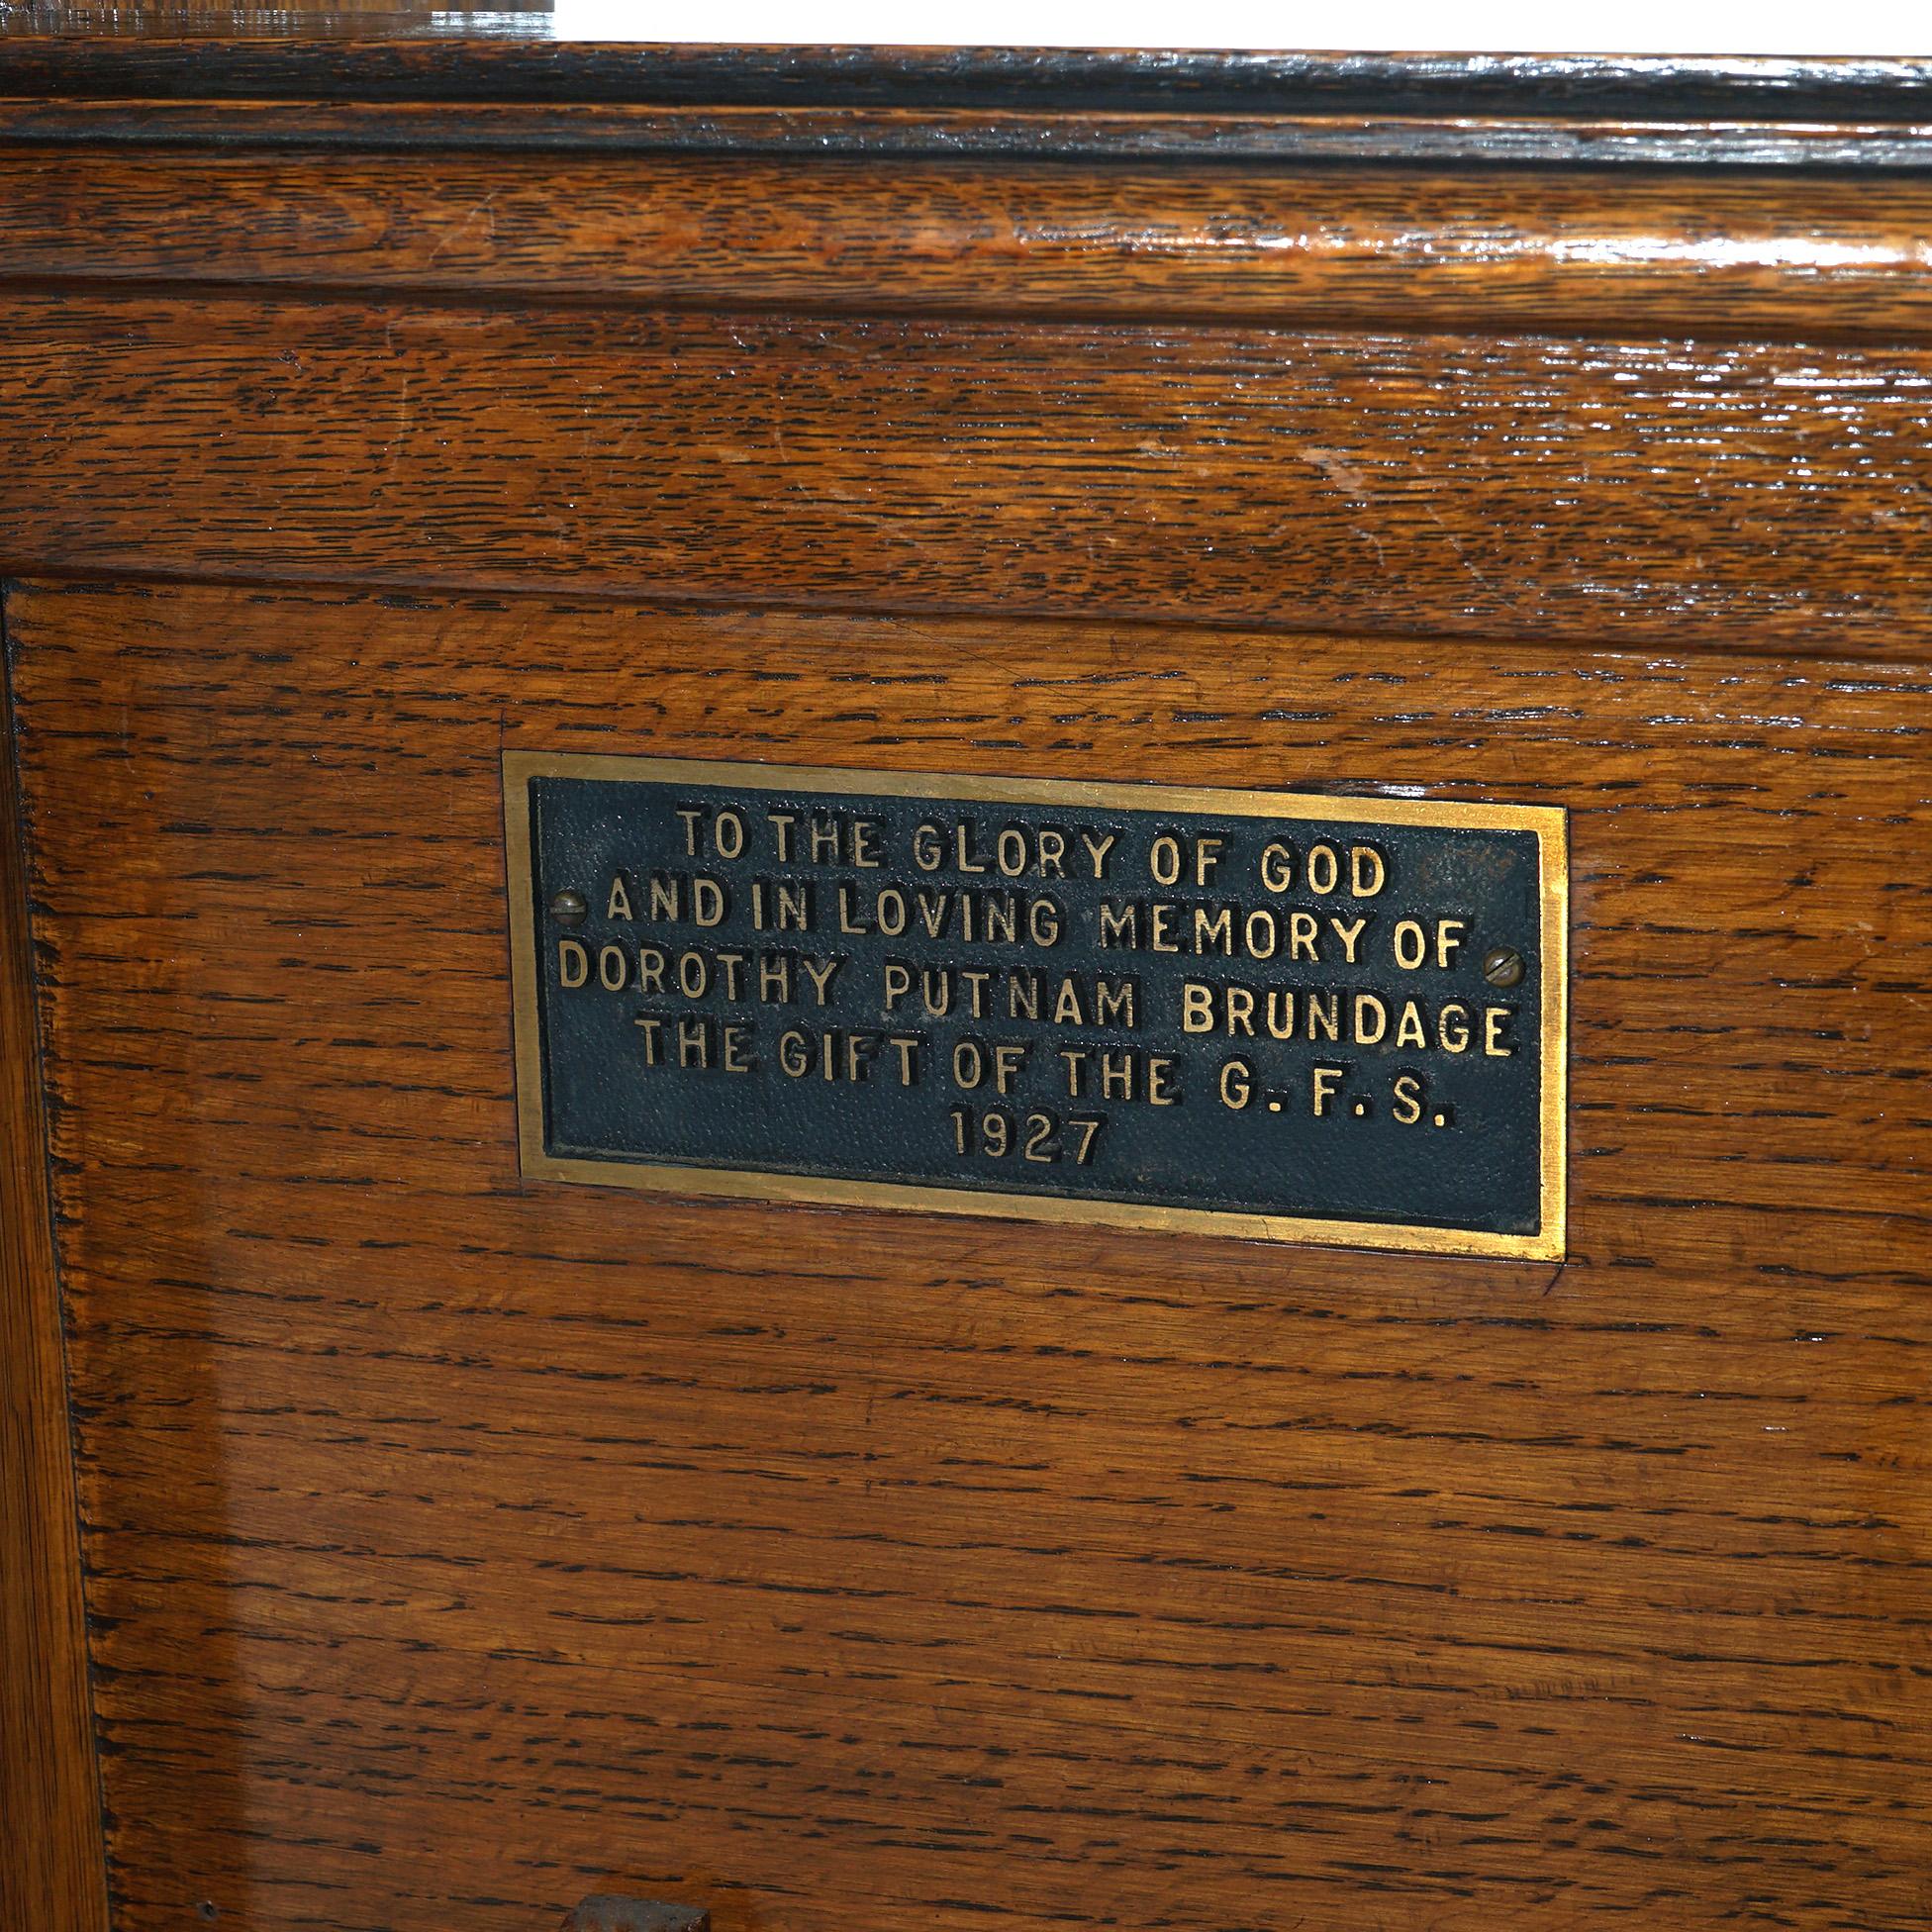 TO THE GLORY OF GOD
AND IN LOVING MEMORY OF
DOROTHY PUTNAM BRUNDAGE
THE GIFT OF THE G.F.S.
1927